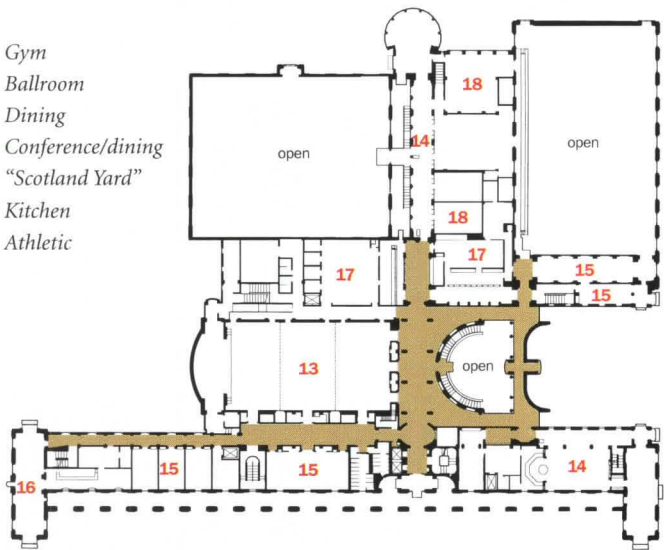 Gym
Ballroom
Dining
Conference/dining
“Scotland Yard”
Kitchen
Athletic
18
14
open
open
18
17
15
17
15
13
open
15
15
14
16